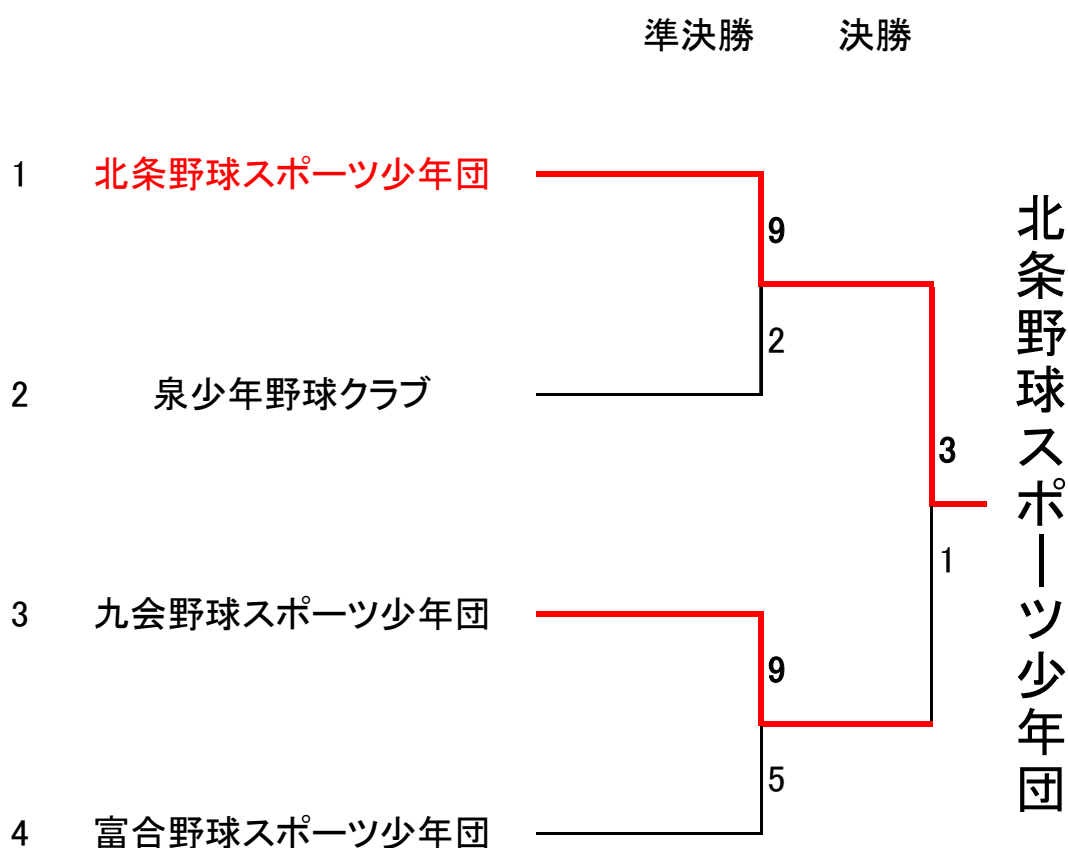 準決勝 決勝
1 北条野球スポーツ少年団
9
2
2 泉少年野球クラブ
3
1
3 九会野球スポーツ少年団
9
5
4 富合野球スポーツ少年団
北条野球スポーツ少年団